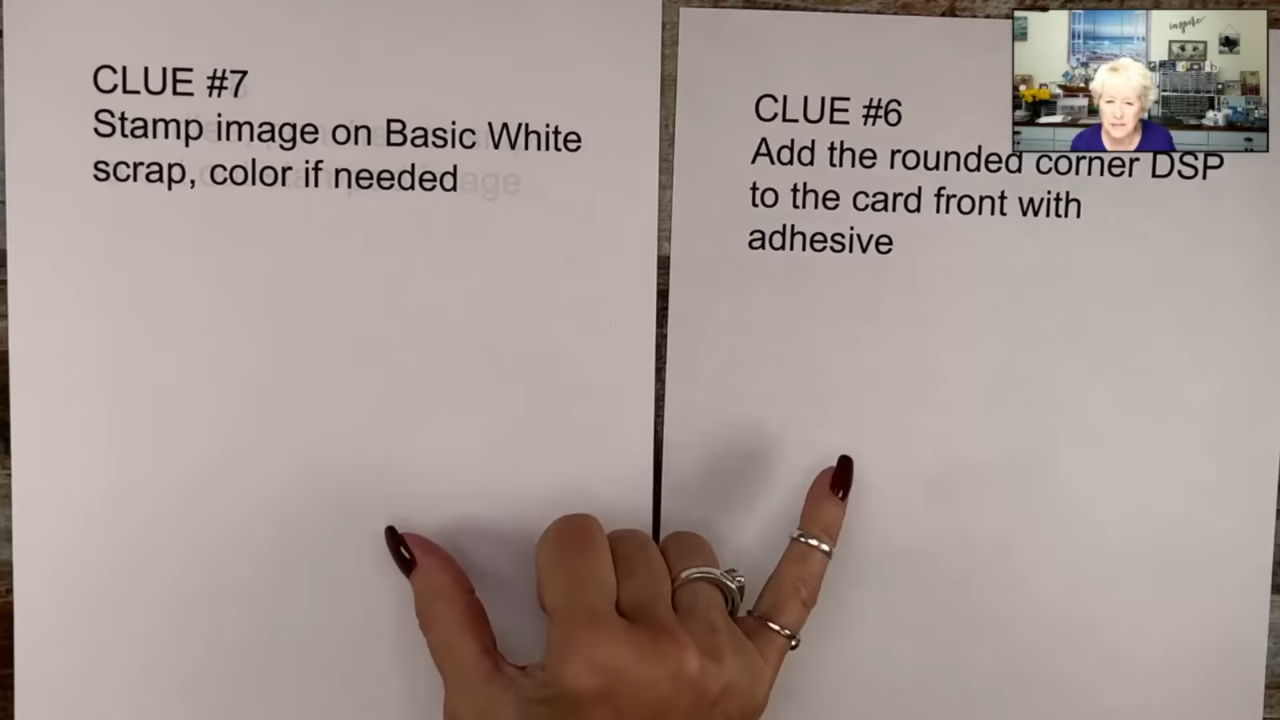 CLUE #7
Stamp image on Basic White
scrap, color if needed
CLUE #6
Add the rounded corner DSP
to the card front with
adhesive
inspire